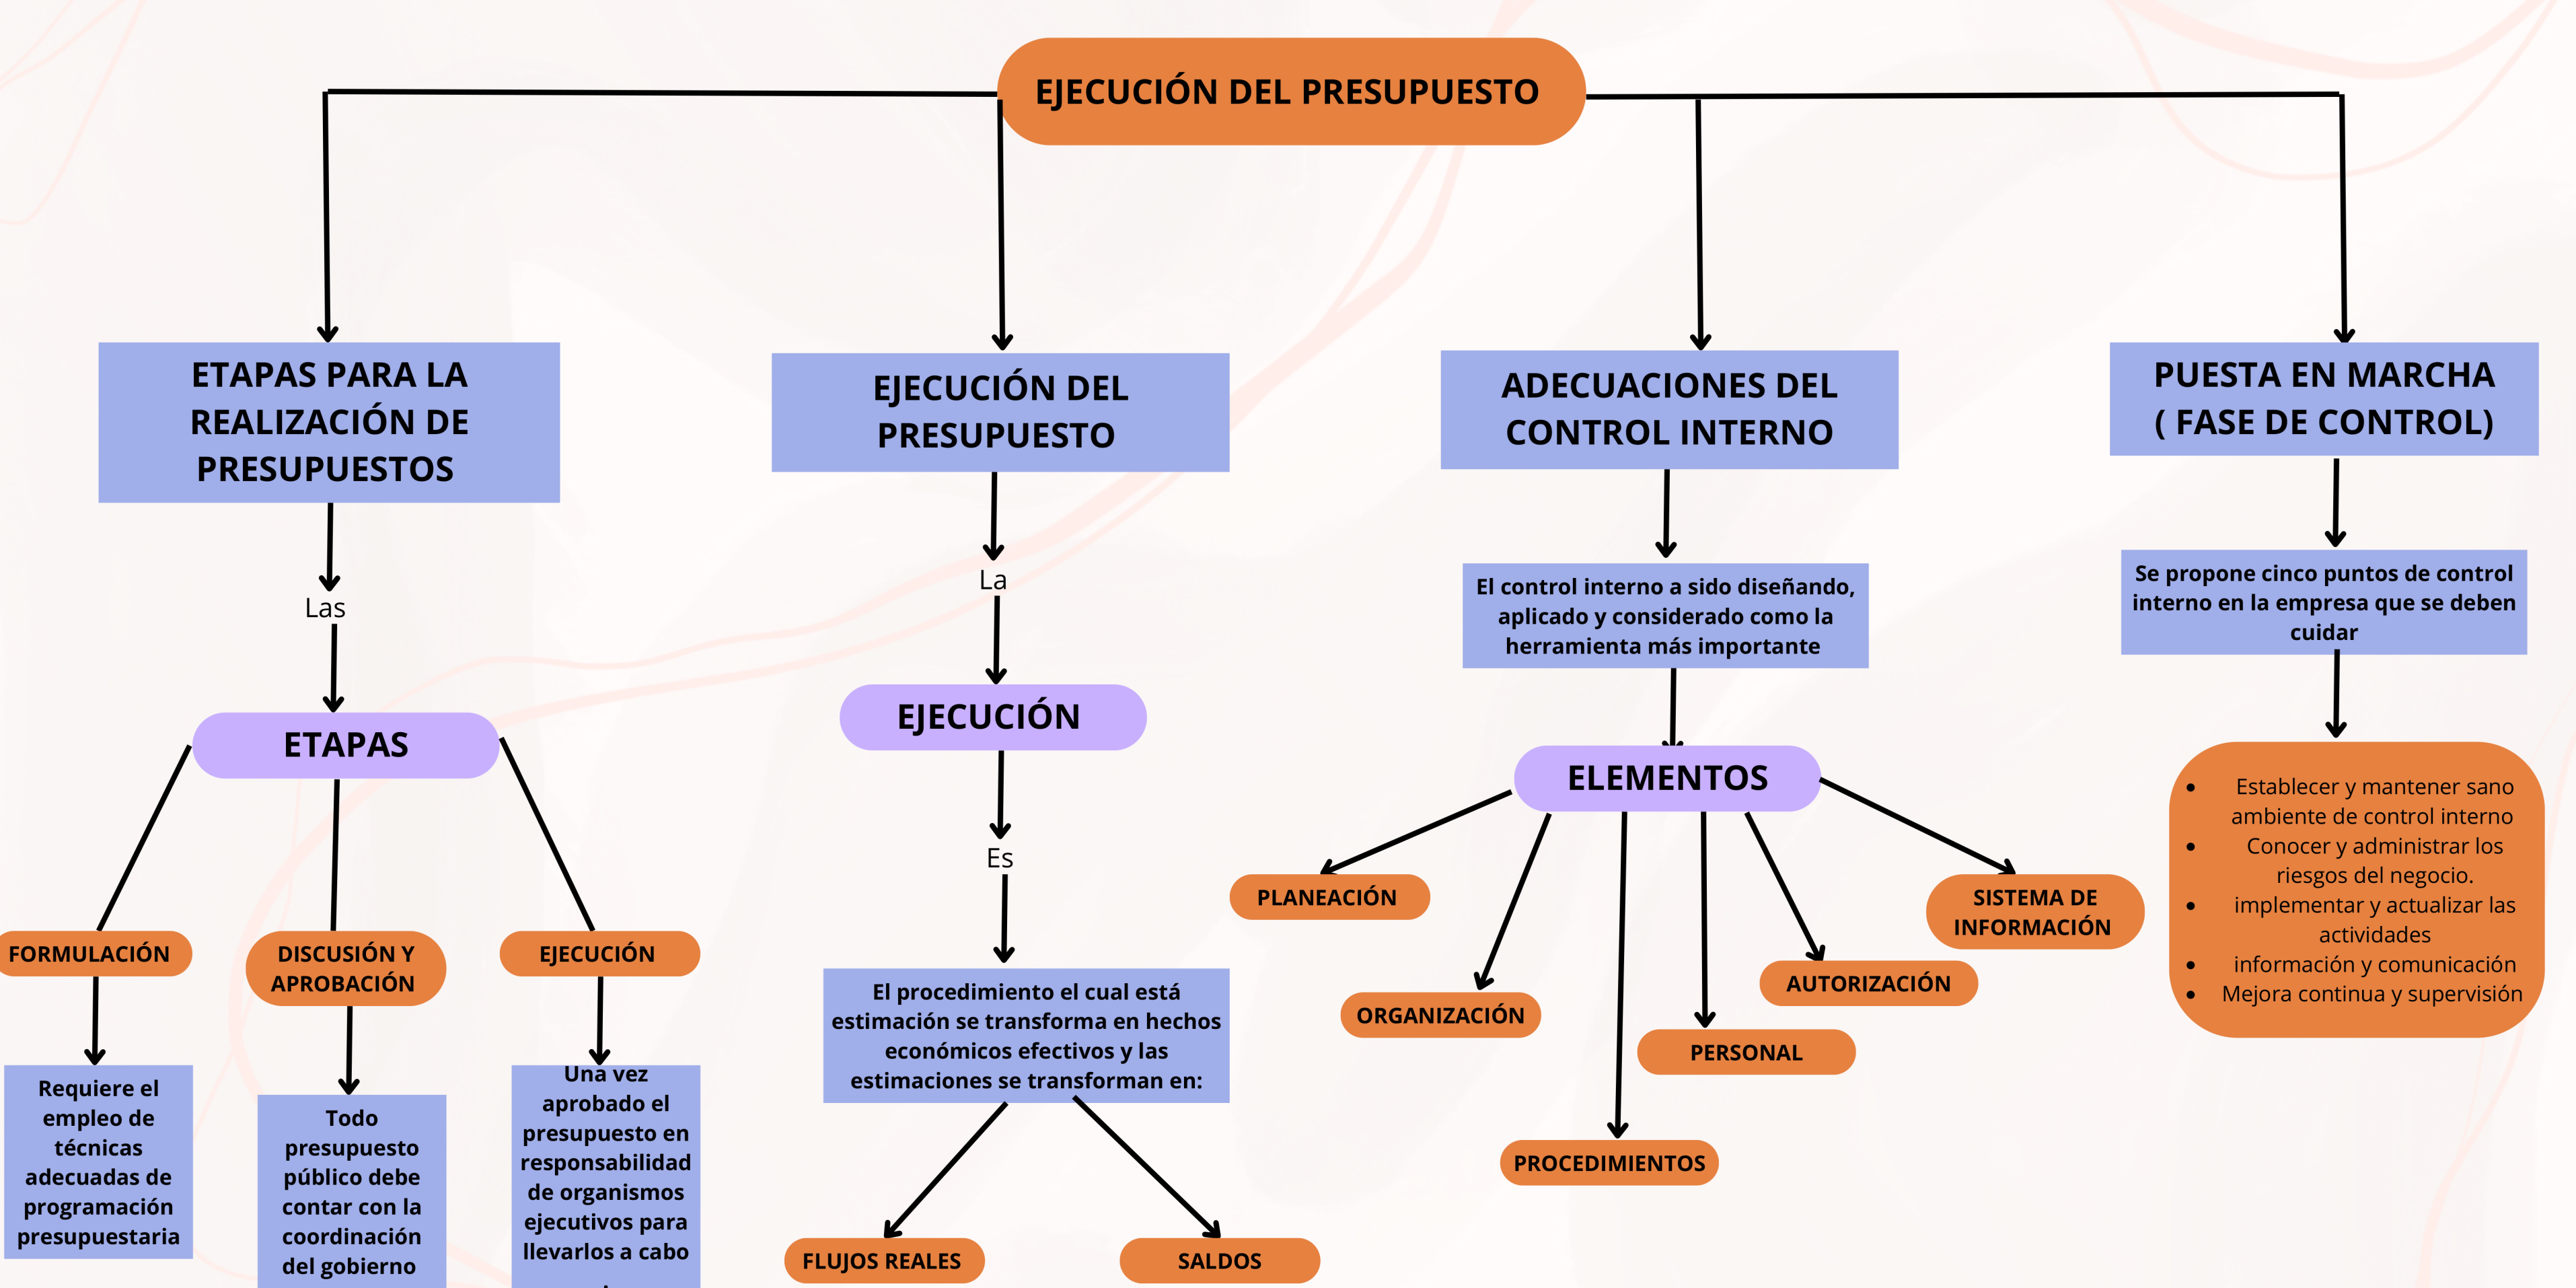 EJECUCIÓN DEL PRESUPUESTO
ETAPAS PARA LA
REALIZACIÓN DE
PRESUPUESTOS
Las
ETAPAS
FORMULACIÓN
Requiere el
empleo de
técnicas
adecuadas de
programación
presupuestaria
DISCUSIÓN Y
APROBACIÓN
Todo
presupuesto
público debe
contar con la
coordinación
del gobierno
EJECUCIÓN
Una vez
aprobado el
presupuesto en
responsabilidad
de organismos
ejecutivos para
llevarlos a cabo
EJECUCIÓN DEL
PRESUPUESTO
La
EJECUCIÓN
Es
El procedimiento el cual está
estimación se transforma en hechos
económicos efectivos y las
estimaciones se transforman en:
FLUJOS REALES
SALDOS
ADECUACIONES DEL
CONTROL INTERNO
El control interno a sido diseñando,
aplicado y considerado como la
herramienta más importante
ELEMENTOS
PLANEACIÓN
ORGANIZACIÓN
PROCEDIMIENTOS
PERSONAL
AUTORIZACIÓN
SISTEMA DE
INFORMACIÓN
PUESTA EN MARCHA
( FASE DE CONTROL)
Se propone cinco puntos de control
interno en la empresa que se deben
cuidar
• Establecer y mantener sano
ambiente de control interno
• Conocer y administrar los
riesgos del negocio.
• implementar y actualizar las
actividades
• información y comunicación
• Mejora continua y supervisión